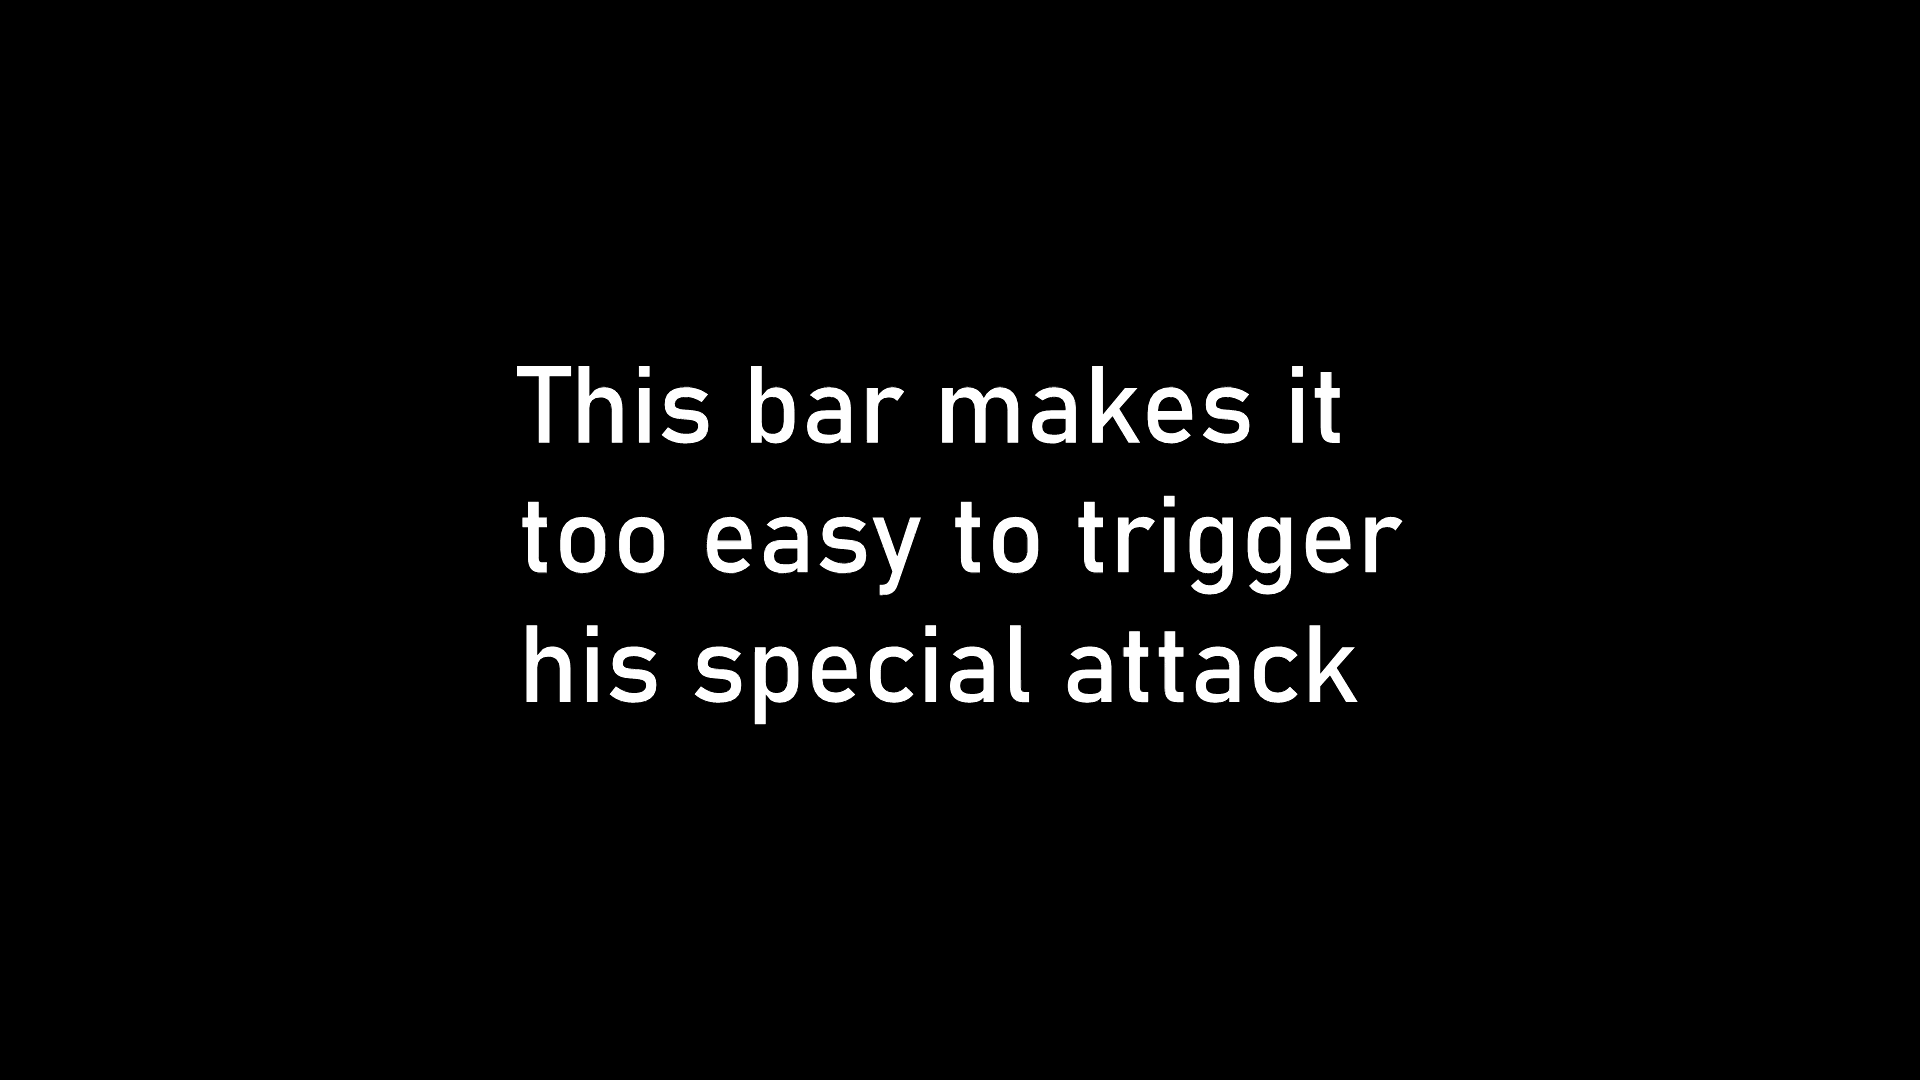 This bar makes it
too easy to trigger
his special attack